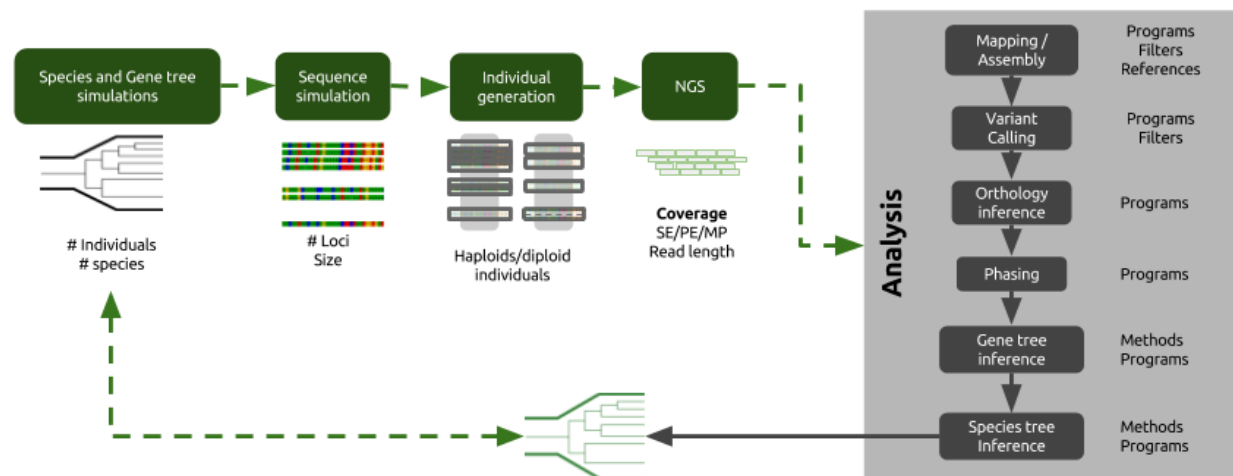 Species and Gene tree
simulations
# Individuals
# species
Sequence
simulation
# Loci
Size
Individual
generation
Haploids/diploid
individuals
NGS
Coverage
SE/PE/MP
Read length
Analysis
Mapping /
Assembly
Programs
Filters
References
Variant
Calling
Programs
Filters
Orthology
inference
Programs
Phasing
Programs
Gene tree
inference
Methods
Programs
Species tree
Inference
Methods
Programs